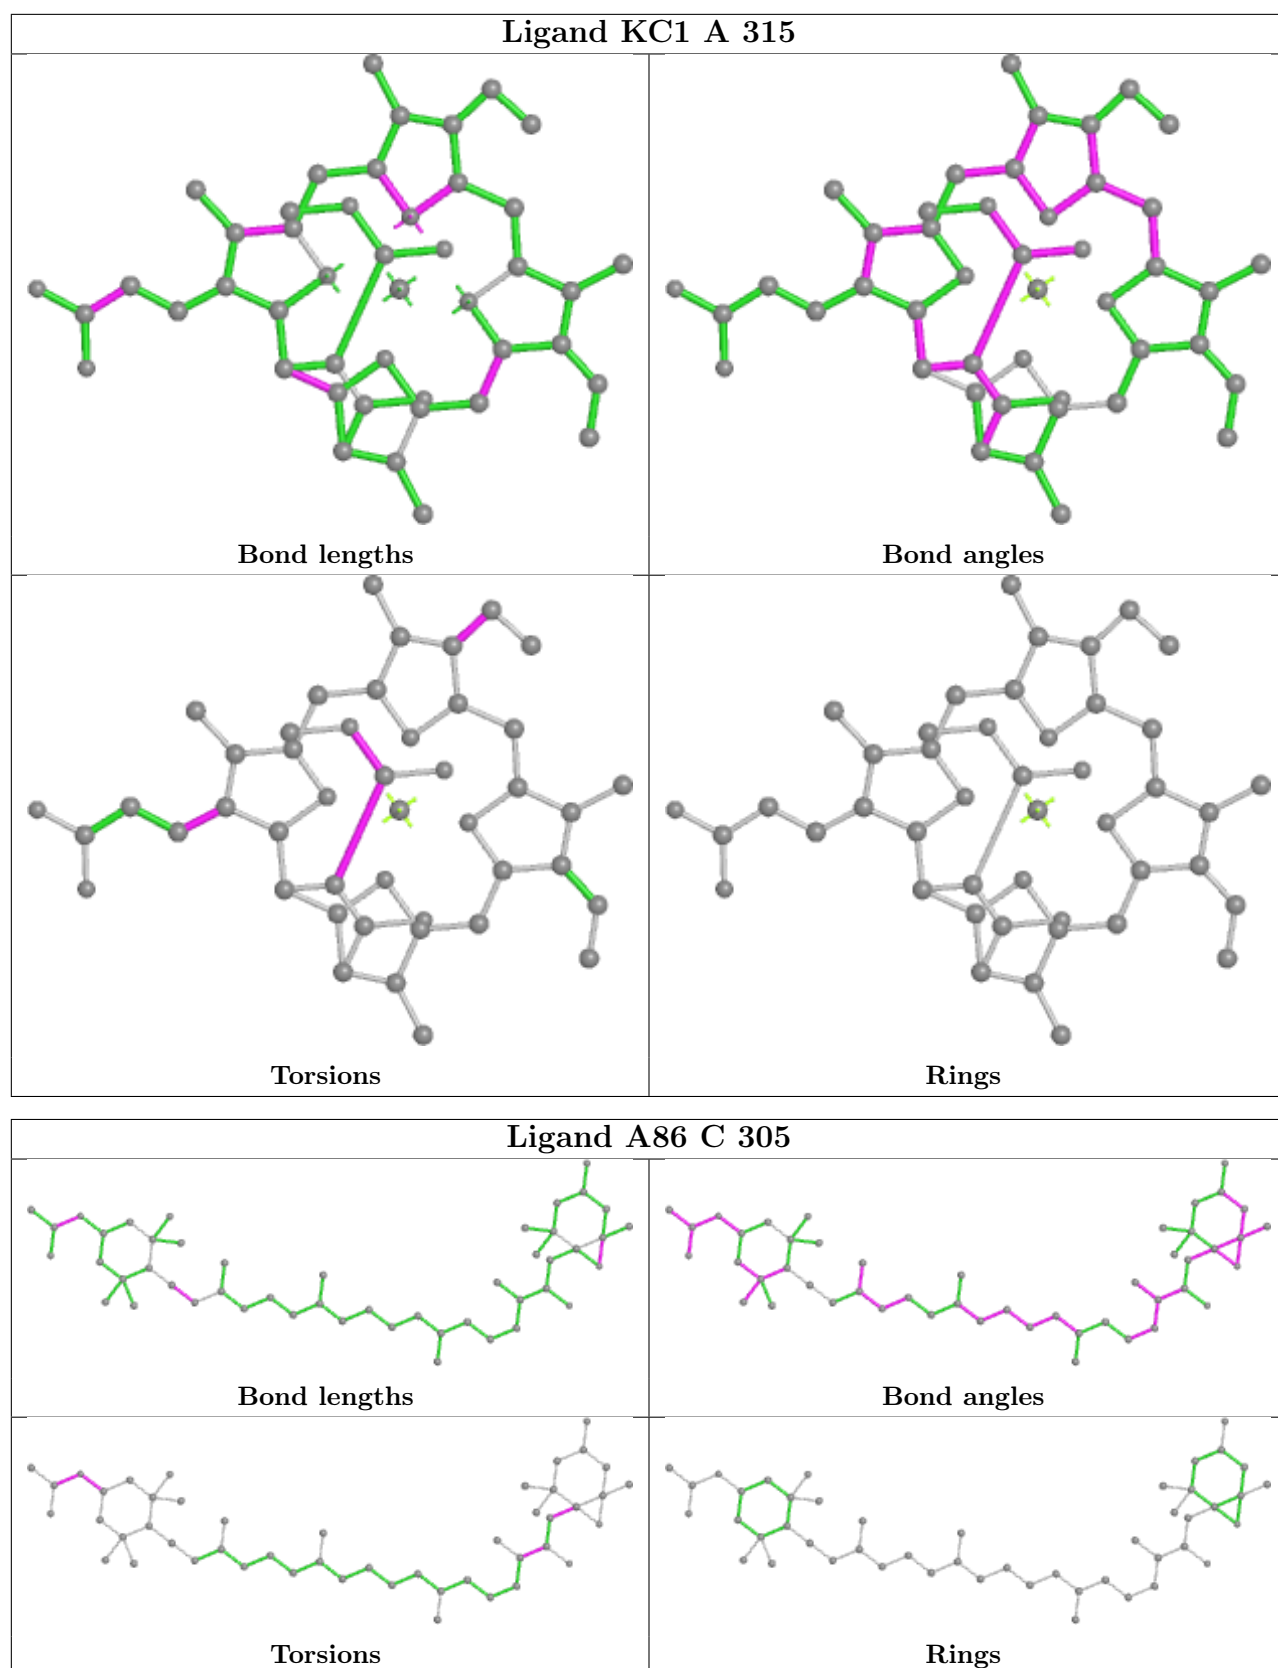 Ligand KC1 A 315
Bond lengths
Bond angles
Torsions
Rings
Ligand A86 C 305
Bond lengths
Bond angles
Torsions
Rings